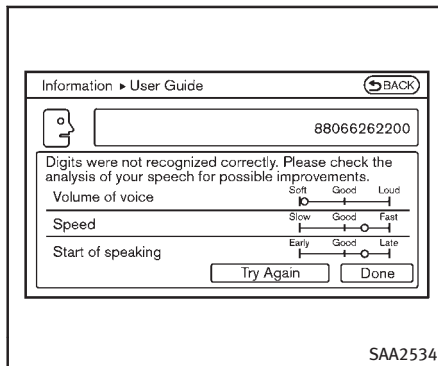 Information ▸ User Guide
BACK
88066262200
Digits were not recognized correctly. Please check the
analysis of your speech for possible improvements.
Volume of voice Soft Good Loud
Speed Slow Good Fast
Start of speaking Early Good Late
Try Again Done
SAA2534